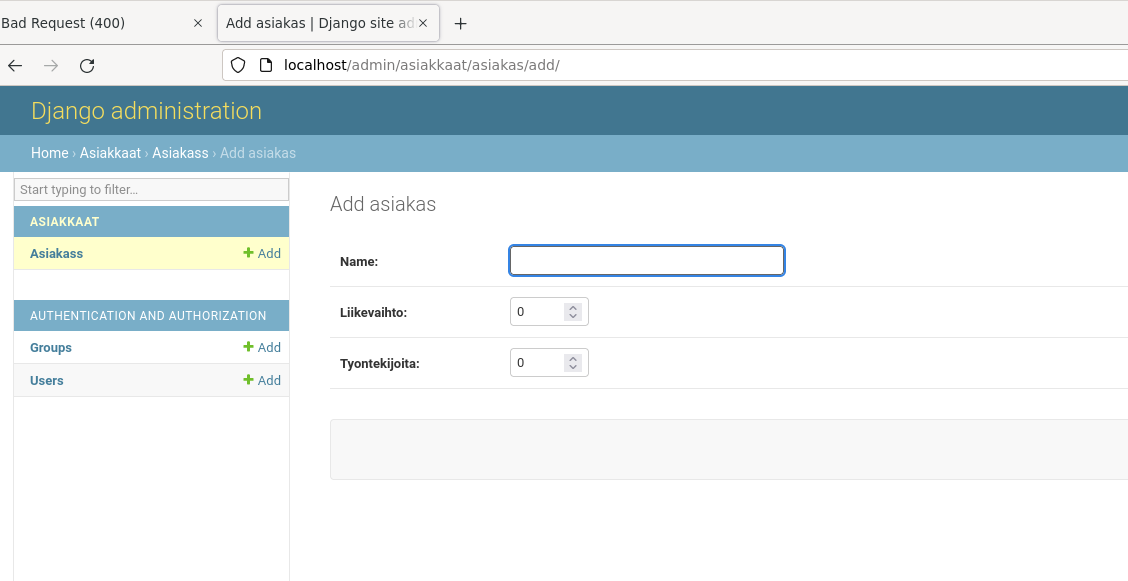 Bad Request (400)
Add asiakas | Django site ad
localhost/admin/asiakkaat/asiakas/add/
Django administration
Home › Asiakkaat › Asiakass › Add asiakas
Start typing to filter…
ASIAKKAAT
Asiakass + Add
AUTHENTICATION AND AUTHORIZATION
Groups + Add
Users + Add
Add asiakas
Name:
Liikevaihto: 0
Tyontekijoita: 0